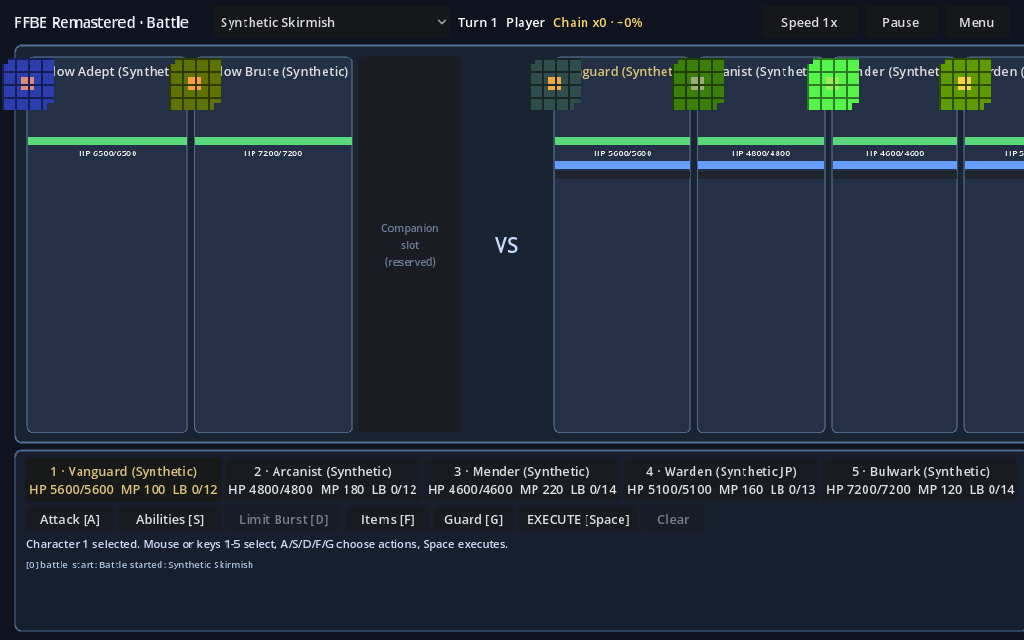 FFBE Remastered · Battle
Synthetic Skirmish
Turn 1 Player Chain x0 · +0%
Speed 1x
Pause
Menu
low Adept (Synthet
low Brute (Synthetic)
guard (Synthet
anist (Synthet
nder (Synthet
rden (
HP 6500/6500
HP 7200/7200
HP 5600/5600
HP 4800/4800
HP 4600/4600
HP 5
Companion
slot
(reserved)
VS
1 · Vanguard (Synthetic)
HP 5600/5600 MP 100 LB 0/12
2 · Arcanist (Synthetic)
HP 4800/4800 MP 180 LB 0/12
3 · Mender (Synthetic)
HP 4600/4600 MP 220 LB 0/14
4 · Warden (Synthetic JP)
HP 5100/5100 MP 160 LB 0/13
5 · Bulwark (Synthetic)
HP 7200/7200 MP 120 LB 0/14
Attack [A]
Abilities [S]
Limit Burst [D]
Items [F]
Guard [G]
EXECUTE [Space]
Clear
Character 1 selected. Mouse or keys 1-5 select, A/S/D/F/G choose actions, Space executes.
[0] battle start: Battle started: Synthetic Skirmish